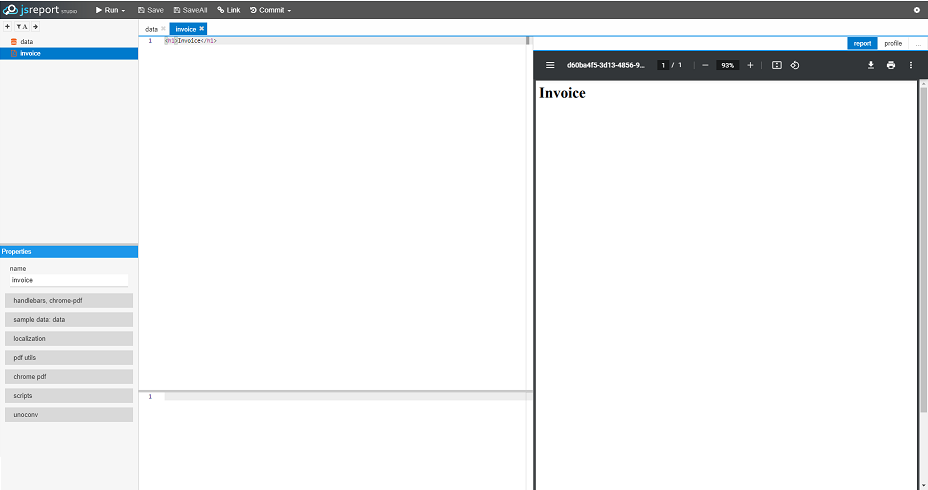 jsreport STUDIO Run Save SaveAll Link Commit
+ A
data
invoice
Properties
name
invoice
handlebars, chrome-pdf
sample data: data
localization
pdf utils
chrome pdf
scripts
unoconv
data invoice
1 <h1>Invoice</h1>
1
report profile ...
d60ba4f5-3d13-4856-9... 1 / 1 — 93% +
Invoice